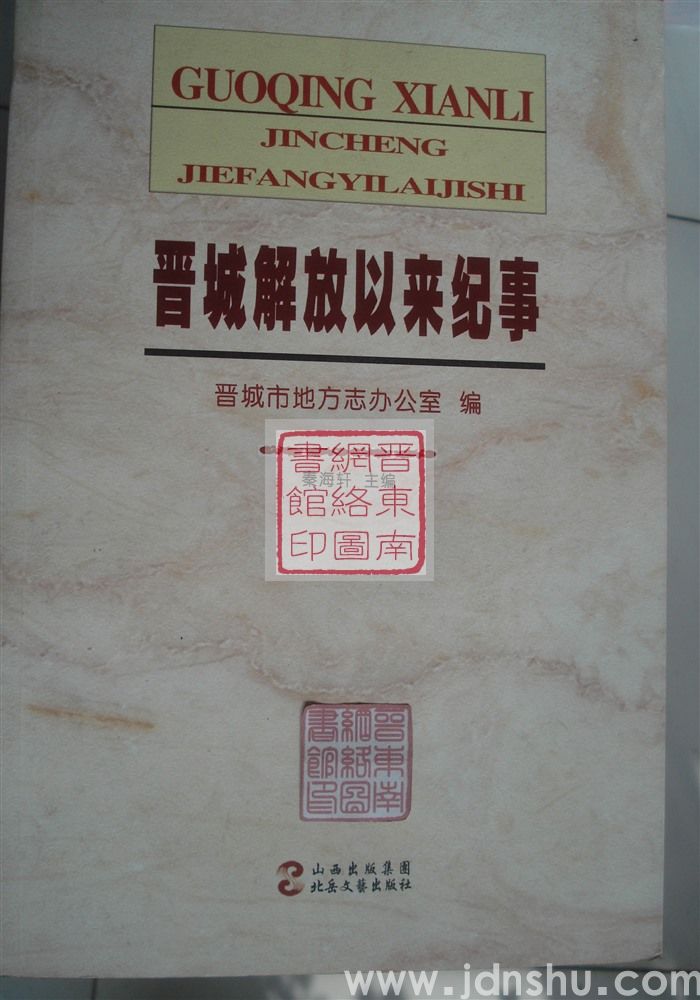 GUOQING XIANLI
JINCHENG
JIEFANGYILAIJISHI
晋城解放以来纪事
晋城市地方志办公室 编
秦海轩 主编
晋東南
網絡圖
書館印
晋東南
網絡圖
書館印
山西出版集团
北岳文艺出版社
www.jdnshu.com